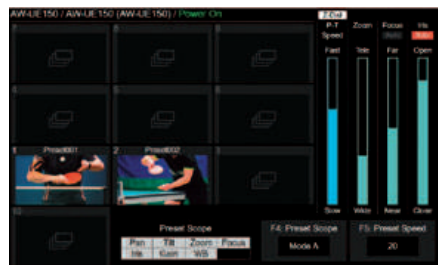 AW-UE150 / AW-UE150 (AW-UE150) / Power On
P-T Speed
Zoom
Focus
Iris
Auto
Auto
Fast
Tele
Far
Open
1 Preset001
2 Preset002
3
10
Slow
Wide
Near
Close
Preset Scope
Pan Tilt Zoom Focus
Iris Gain WB
F4: Preset Scope
Mode A
F5: Preset Speed
20